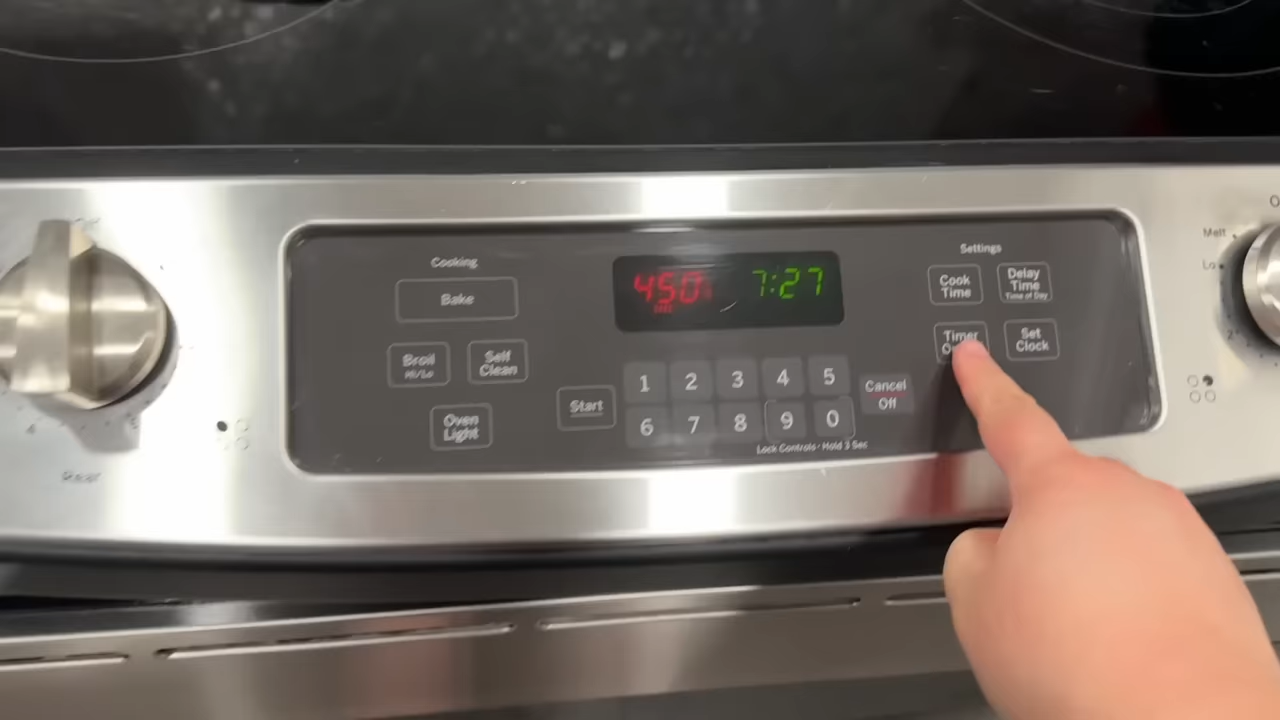 Cooking
Settings
Bake
450
7:27
Cook
Time
Delay
Time
Time of Day
Broil
Hi/Lo
Self
Clean
Timer
Set
Clock
Oven
Light
Start
1 2 3 4 5
6 7 8 9 0
Cancel
Off
Lock Controls · Hold 3 Sec
Rear
Melt
Lo